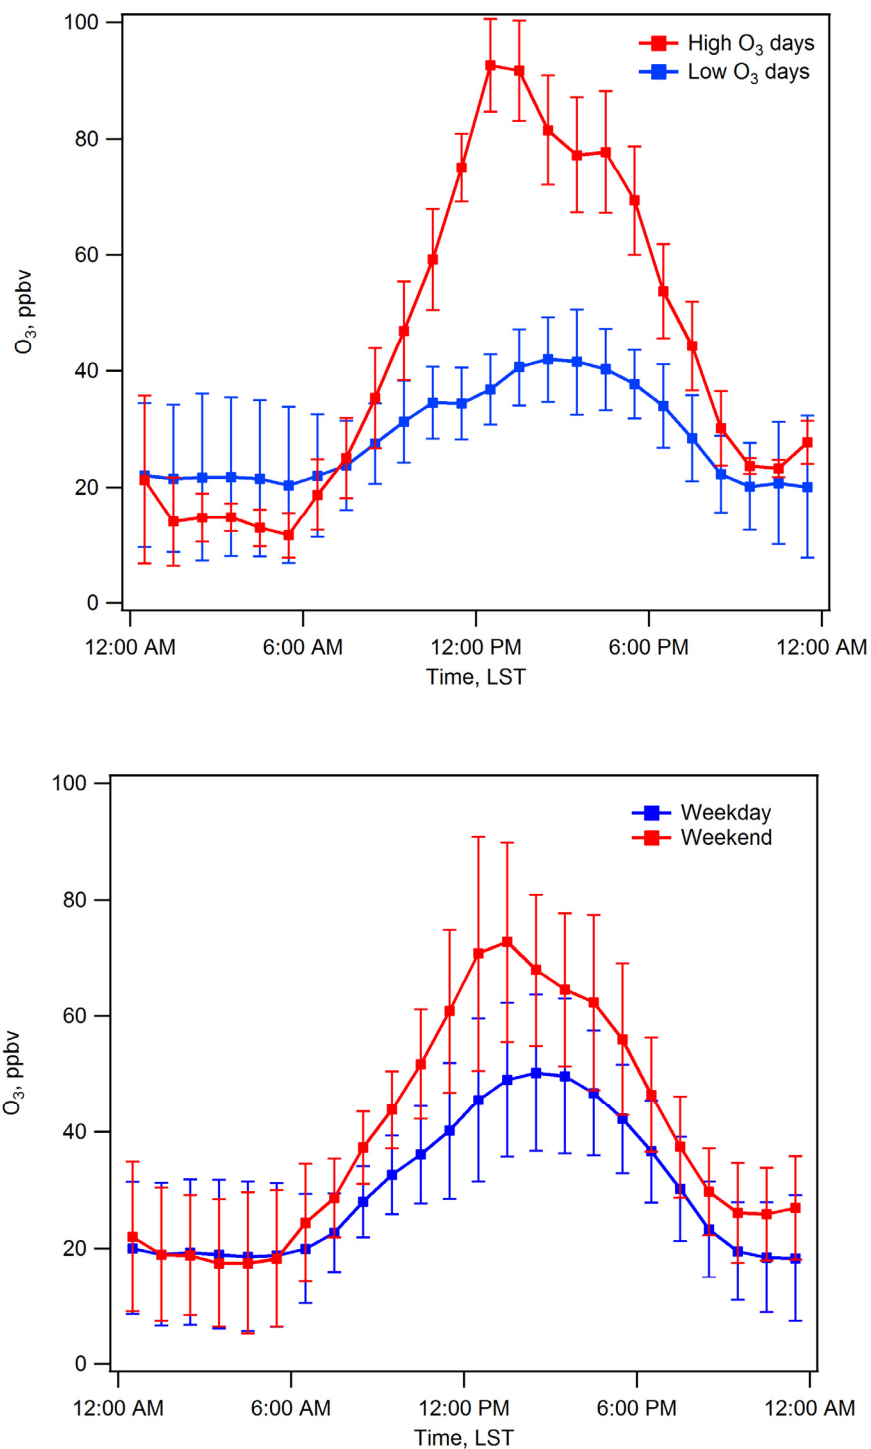 100
80
60
40
20
0
O3, ppbv
High O3 days
Low O3 days
12:00 AM 6:00 AM 12:00 PM 6:00 PM 12:00 AM
Time, LST
100
80
60
40
20
0
O3, ppbv
Weekday
Weekend
12:00 AM 6:00 AM 12:00 PM 6:00 PM 12:00 AM
Time, LST